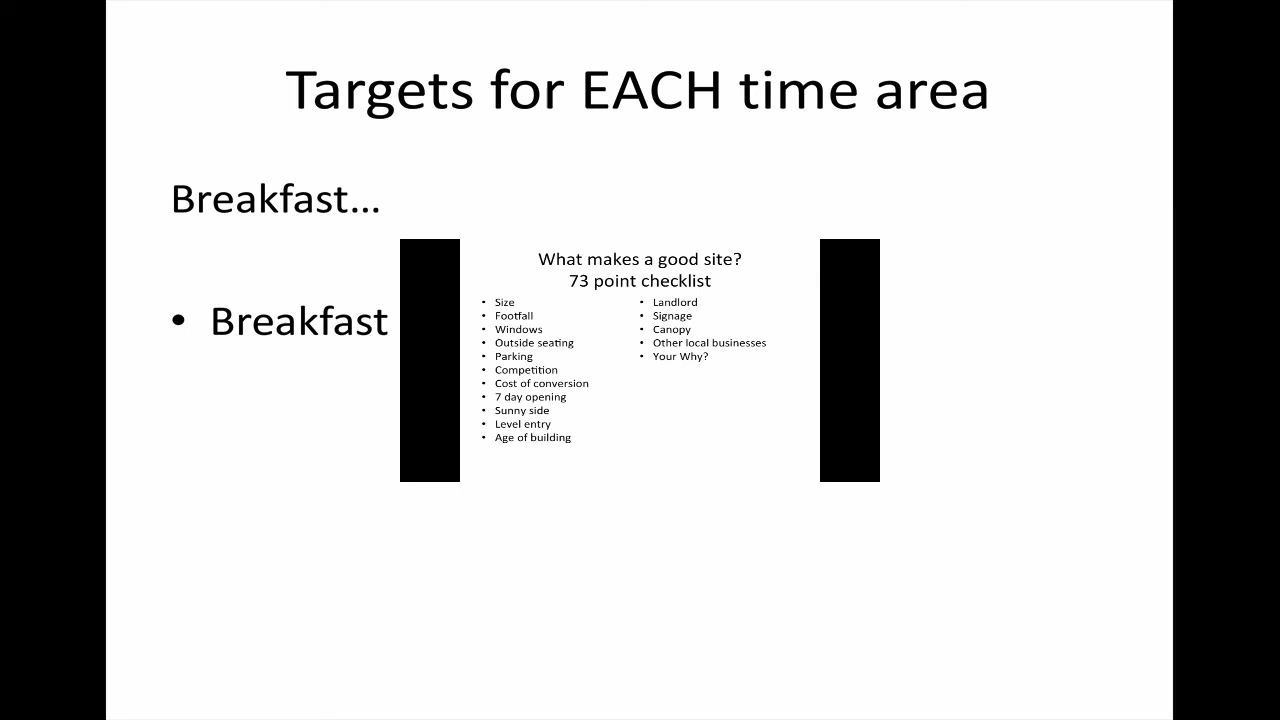 Targets for EACH time area
Breakfast...
• Breakfast
What makes a good site?
73 point checklist
• Size
• Footfall
• Windows
• Outside seating
• Parking
• Competition
• Cost of conversion
• 7 day opening
• Sunny side
• Level entry
• Age of building
• Landlord
• Signage
• Canopy
• Other local businesses
• Your Why?